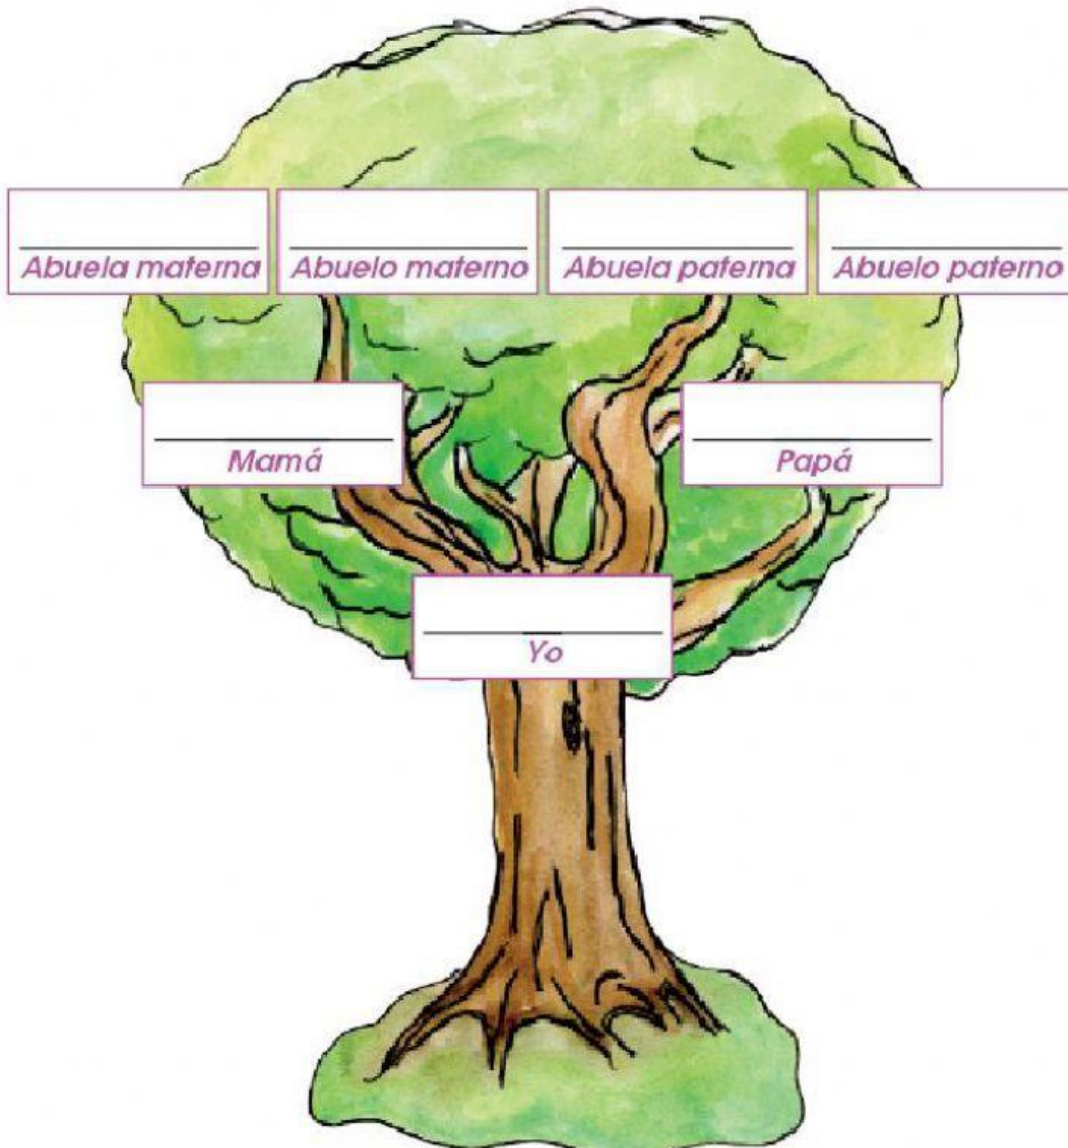 Abuela materna
Abuelo materno
Abuela paterna
Abuelo paterno
Mamá
Papá
Yo